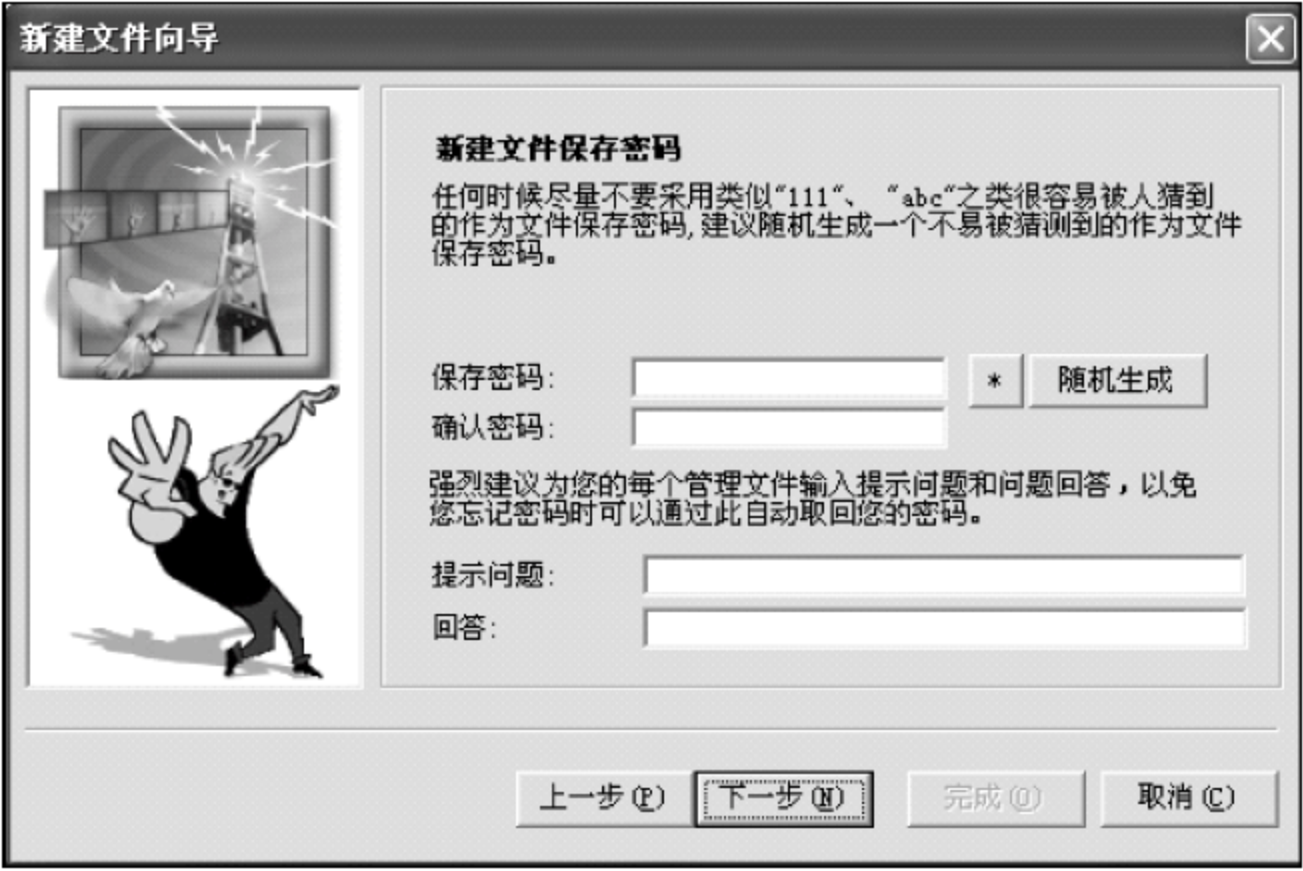 新建文件向导
新建文件保存密码
任何时候尽量不要采用类似“111“、 “abc“之类很容易被人猜到
的作为文件保存密码,建议随机生成一个不易被猜测到的作为文件
保存密码。
保存密码: * 随机生成
确认密码:
强烈建议为您的每个管理文件输入提示问题和问题回答，以免
您忘记密码时可以通过此自动取回您的密码。
提示问题:
回答:
上一步(P) 下一步(N) 完成(O) 取消(C)